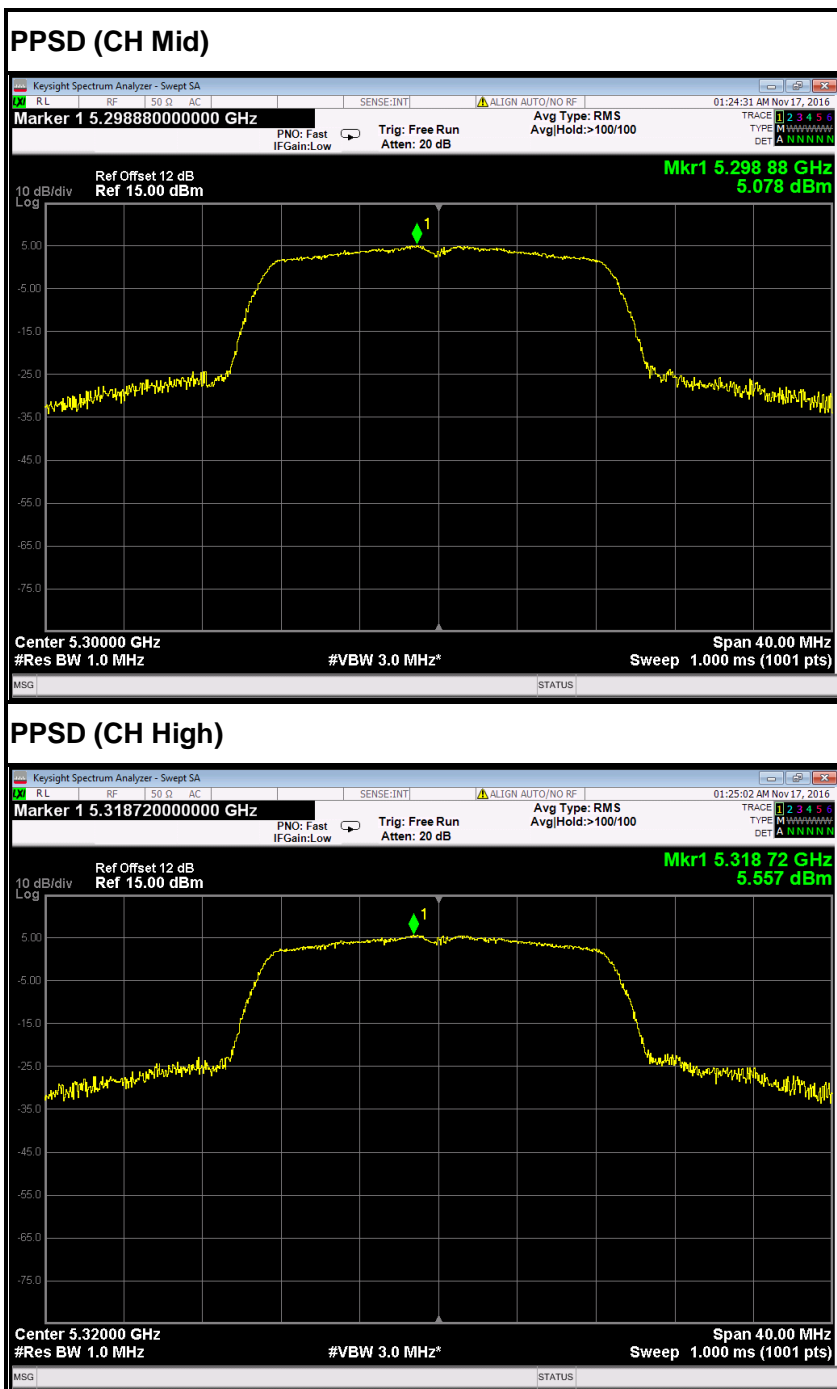 PPSD (CH Mid)
Keysight Spectrum Analyzer - Swept SA
LXI RL RF 50 Ω AC SENSE:INT ALIGN AUTO/NO RF 01:24:31 AM Nov 17, 2016
Marker 1 5.298880000000 GHz PNO: Fast Trig: Free Run Avg Type: RMS TRACE 1 2 3 4 5 6
IFGain:Low Atten: 20 dB Avg|Hold:>100/100 TYPE M WWWWW
DET A N N N N N
Mkr1 5.298 88 GHz
Ref Offset 12 dB
10 dB/div Ref 15.00 dBm 5.078 dBm
Log
1
5.00
-5.00
-15.0
-25.0
-35.0
-45.0
-55.0
-65.0
-75.0
Center 5.30000 GHz Span 40.00 MHz
#Res BW 1.0 MHz #VBW 3.0 MHz* Sweep 1.000 ms (1001 pts)
MSG STATUS
PPSD (CH High)
Keysight Spectrum Analyzer - Swept SA
LXI RL RF 50 Ω AC SENSE:INT ALIGN AUTO/NO RF 01:25:02 AM Nov 17, 2016
Marker 1 5.318720000000 GHz PNO: Fast Trig: Free Run Avg Type: RMS TRACE 1 2 3 4 5 6
IFGain:Low Atten: 20 dB Avg|Hold:>100/100 TYPE M WWWWW
DET A N N N N N
Mkr1 5.318 72 GHz
Ref Offset 12 dB
10 dB/div Ref 15.00 dBm 5.557 dBm
Log
1
5.00
-5.00
-15.0
-25.0
-35.0
-45.0
-55.0
-65.0
-75.0
Center 5.32000 GHz Span 40.00 MHz
#Res BW 1.0 MHz #VBW 3.0 MHz* Sweep 1.000 ms (1001 pts)
MSG STATUS